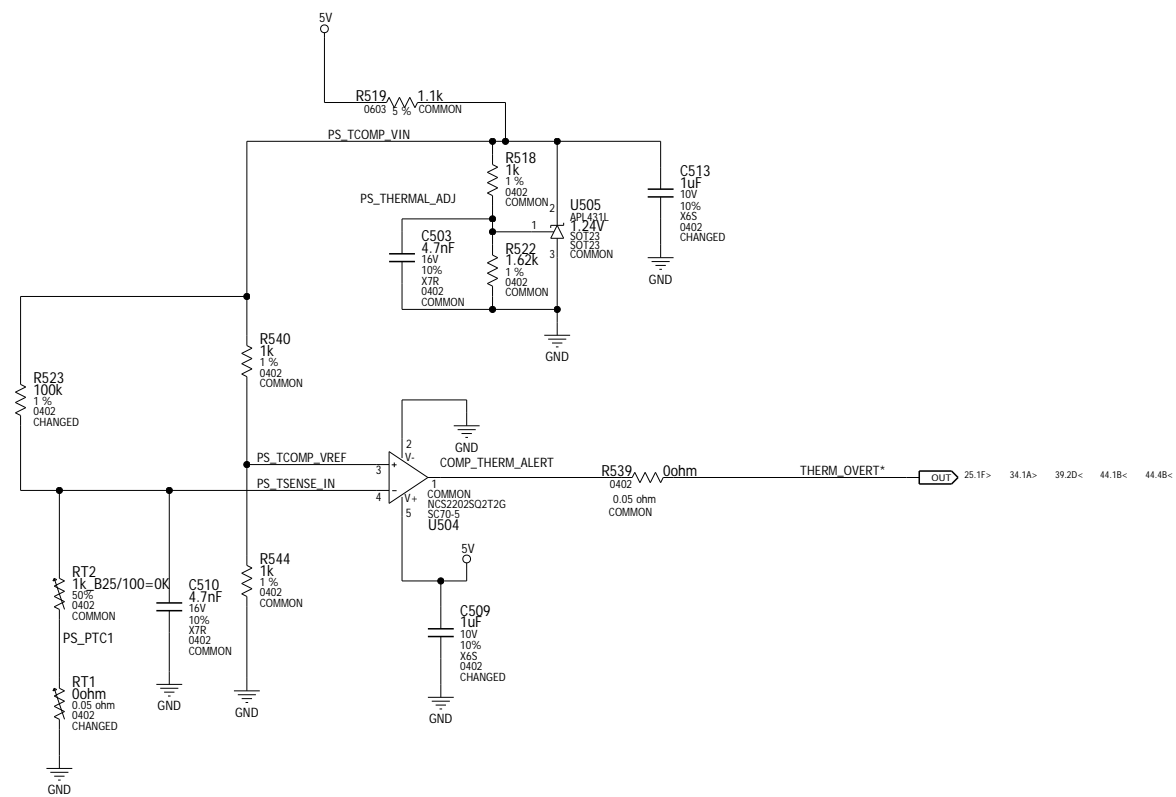 5V
R519 1.1k
0603 5 % COMMON
PS_TCOMP_VIN
R518
1k
1 %
0402
COMMON
PS_THERMAL_ADJ
C513
1uF
10V
10%
X6S
0402
CHANGED
GND
2
U505
APL431L
1.24V
SOT23
SOT23
COMMON
1
3
C503
4.7nF
16V
10%
X7R
0402
COMMON
R522
1.62k
1 %
0402
COMMON
GND
R540
1k
1 %
0402
COMMON
R523
100k
1 %
0402
CHANGED
GND
2
V-
PS_TCOMP_VREF
3
+
COMP_THERM_ALERT
1
PS_TSENSE_IN
4
-
V+
5
COMMON
NCS2202SQ2T2G
SC70-5
U504
R539 0ohm
0402
0.05 ohm
COMMON
THERM_OVERT*
OUT 25.1F> 34.1A> 39.2D< 44.1B< 44.4B<
5V
RT2
1k_B25/100=0K
50%
0402
COMMON
PS_PTC1
C510
4.7nF
16V
10%
X7R
0402
COMMON
GND
R544
1k
1 %
0402
COMMON
GND
C509
1uF
10V
10%
X6S
0402
CHANGED
GND
RT1
0ohm
0.05 ohm
0402
CHANGED
GND